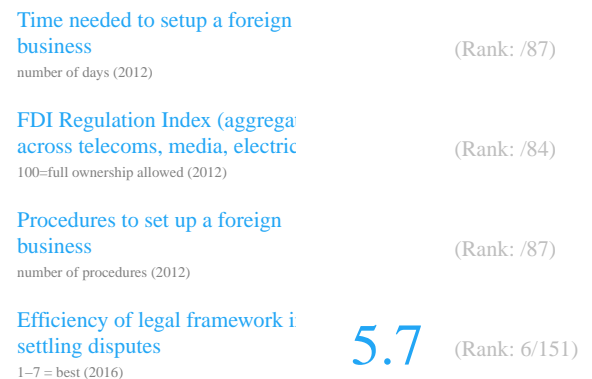 Time needed to setup a foreign
business
number of days (2012)
(Rank: /87)
FDI Regulation Index (aggrega
across telecoms, media, electric
100=full ownership allowed (2012)
(Rank: /84)
Procedures to set up a foreign
business
number of procedures (2012)
(Rank: /87)
Efficiency of legal framework i
settling disputes
1–7 = best (2016)
5.7
(Rank: 6/151)